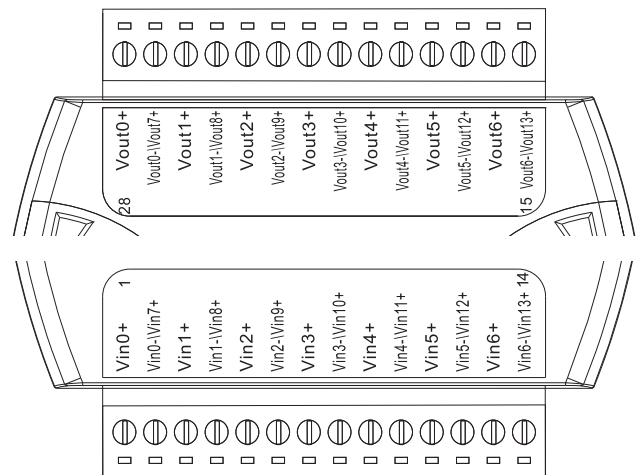 Vout0+
Vout0-\Vout7+
Vout1+
Vout1-\Vout8+
Vout2+
Vout2-\Vout9+
Vout3+
Vout3-\Vout10+
Vout4+
Vout4-\Vout11+
Vout5+
Vout5-\Vout12+
Vout6+
Vout6-\Vout13+
28
15
1
14
Vin0+
Vin0-\Vin7+
Vin1+
Vin1-\Vin8+
Vin2+
Vin2-\Vin9+
Vin3+
Vin3-\Vin10+
Vin4+
Vin4-\Vin11+
Vin5+
Vin5-\Vin12+
Vin6+
Vin6-\Vin13+